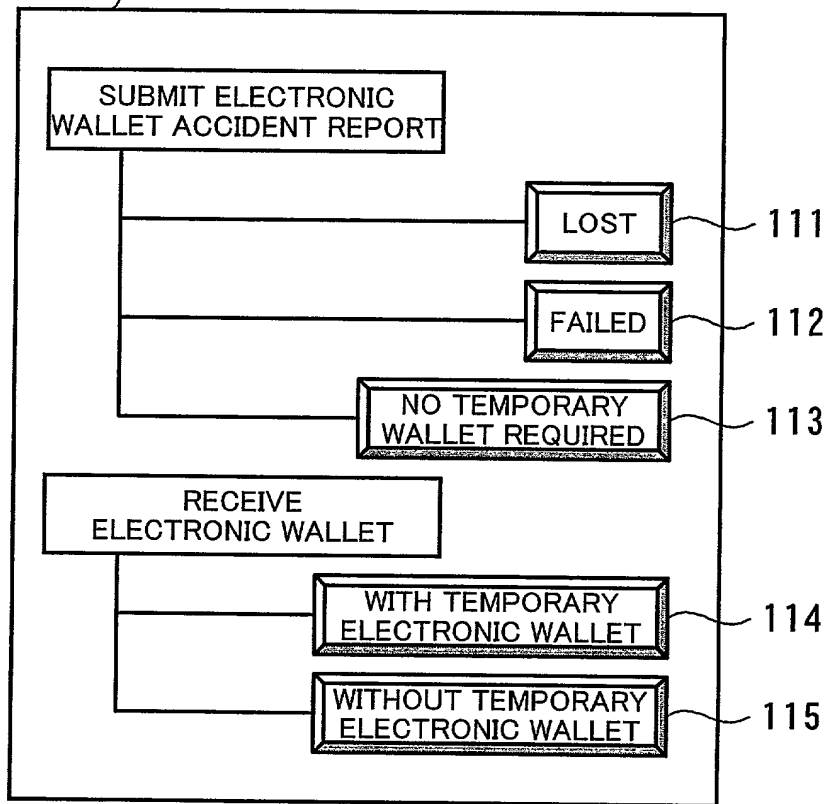 SUBMIT ELECTRONIC
WALLET ACCIDENT REPORT
LOST
111
FAILED
112
NO TEMPORARY
WALLET REQUIRED
113
RECEIVE
ELECTRONIC WALLET
WITH TEMPORARY
ELECTRONIC WALLET
114
WITHOUT TEMPORARY
ELECTRONIC WALLET
115